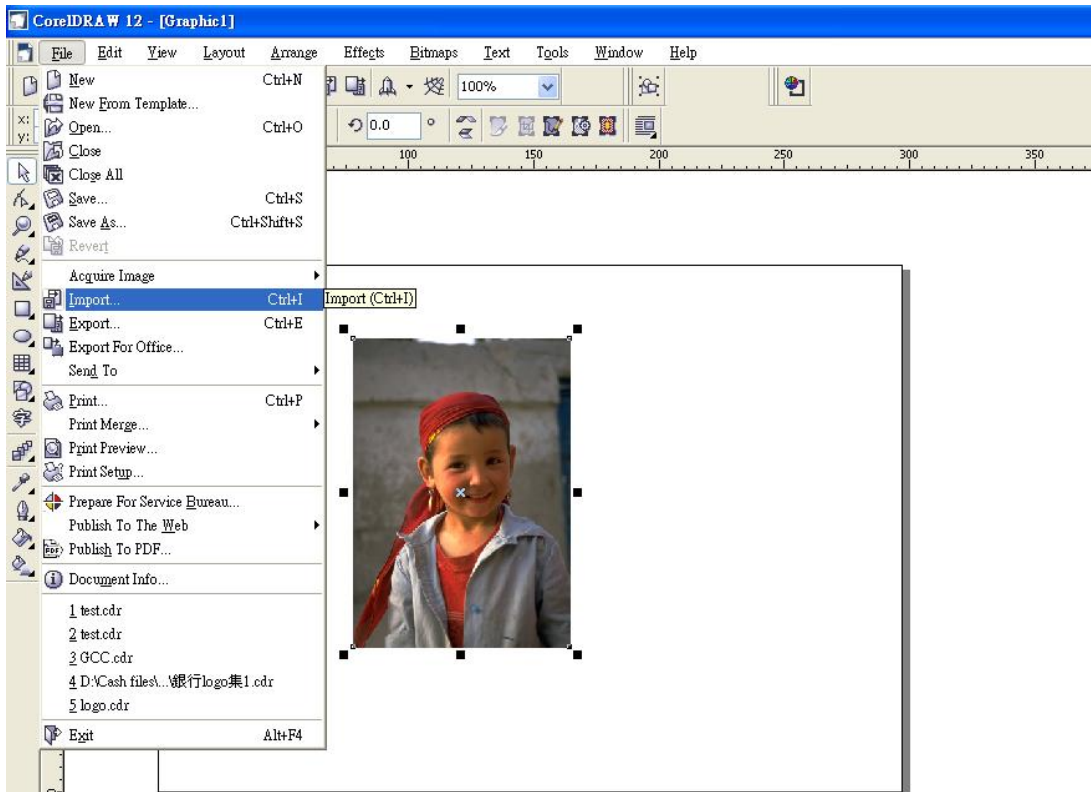 CorelDRAW 12 - [Graphic1]
File Edit View Layout Arrange Effects Bitmaps Text Tools Window Help
New Ctrl+N
100%
New From Template...
x:
y:
Open... Ctrl+O
0.0 °
Close
100 150 200 250 300 350
Close All
Save... Ctrl+S
Save As... Ctrl+Shift+S
Revert
Acquire Image
Import... Ctrl+I
Import (Ctrl+I)
Export... Ctrl+E
Export For Office...
Send To
Print... Ctrl+P
字
Print Merge...
Print Preview...
Print Setup...
Prepare For Service Bureau...
Publish To The Web
PDF
Publish To PDF...
Document Info...
1 test.cdr
2 test.cdr
3 GCC.cdr
4 D:\Cash files\...\銀行logo集1.cdr
5 logo.cdr
Exit Alt+F4